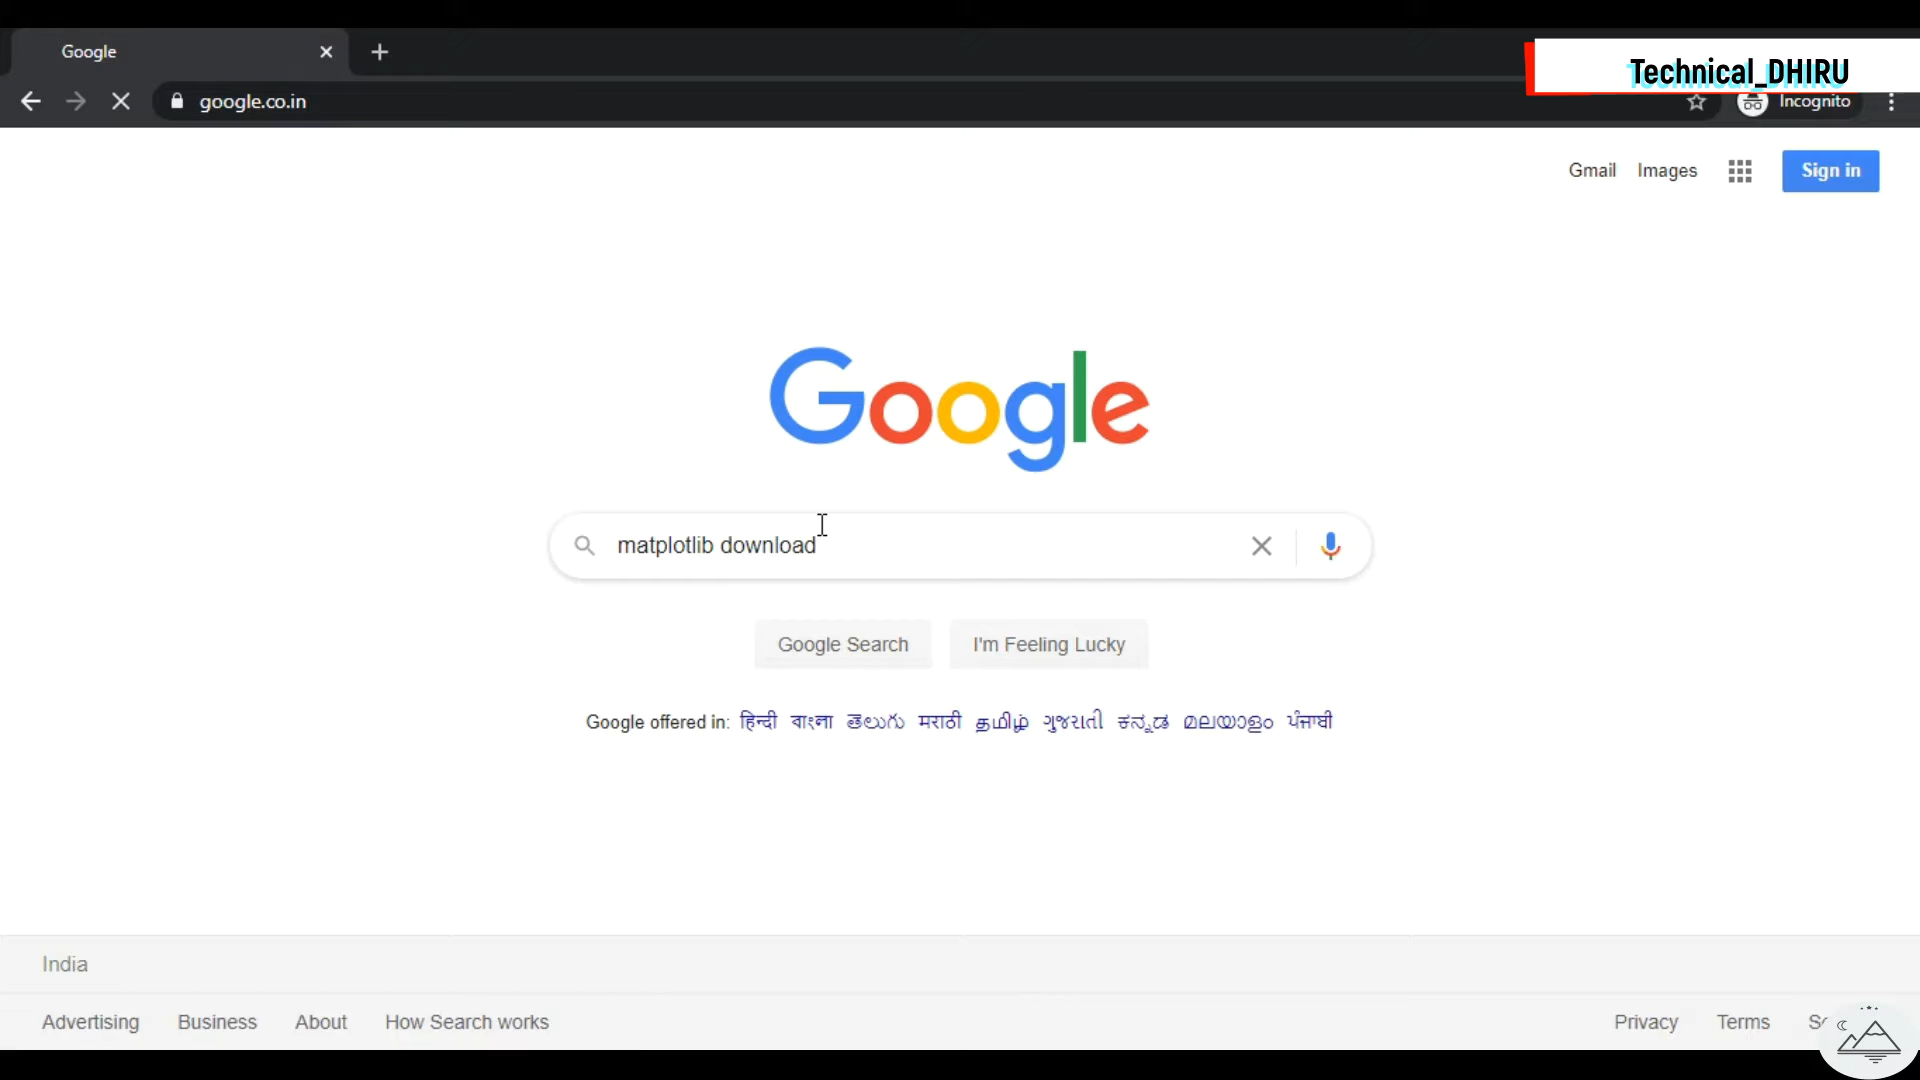 Google
Technical_DHIRU
google.co.in
Incognito
Gmail Images Sign in
Google
matplotlib download
Google Search I'm Feeling Lucky
Google offered in: हिन्दी বাংলা తెలుగు मराठी தமிழ் ગુજરાતી ಕನ್ನಡ മലയാളം ਪੰਜਾਬੀ
India
Advertising Business About How Search works Privacy Terms